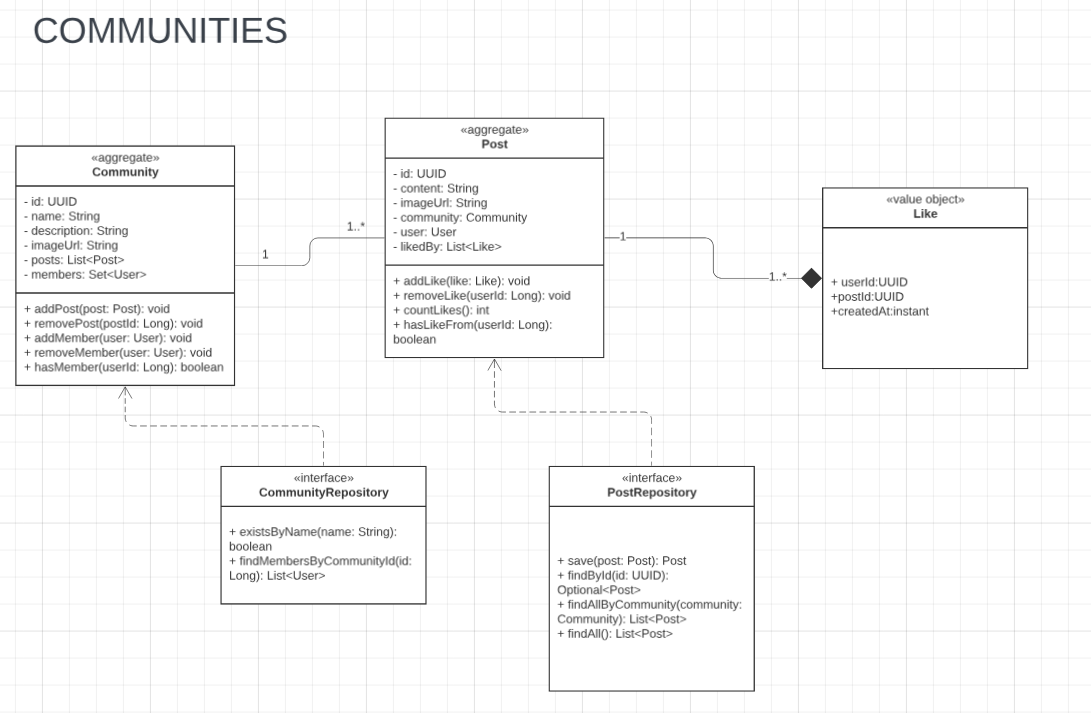 COMMUNITIES
«aggregate»
Community
- id: UUID
- name: String
- description: String
- imageUrl: String
- posts: List<Post>
- members: Set<User>
+ addPost(post: Post): void
+ removePost(postId: Long): void
+ addMember(user: User): void
+ removeMember(user: User): void
+ hasMember(userId: Long): boolean
1
1..*
«aggregate»
Post
- id: UUID
- content: String
- imageUrl: String
- community: Community
- user: User
- likedBy: List<Like>
+ addLike(like: Like): void
+ removeLike(userId: Long): void
+ countLikes(): int
+ hasLikeFrom(userId: Long):
boolean
1
1..*
«value object»
Like
+ userId:UUID
+postId:UUID
+createdAt:instant
«interface»
CommunityRepository
+ existsByName(name: String):
boolean
+ findMembersByCommunityId(id:
Long): List<User>
«interface»
PostRepository
+ save(post: Post): Post
+ findById(id: UUID):
Optional<Post>
+ findAllByCommunity(community:
Community): List<Post>
+ findAll(): List<Post>